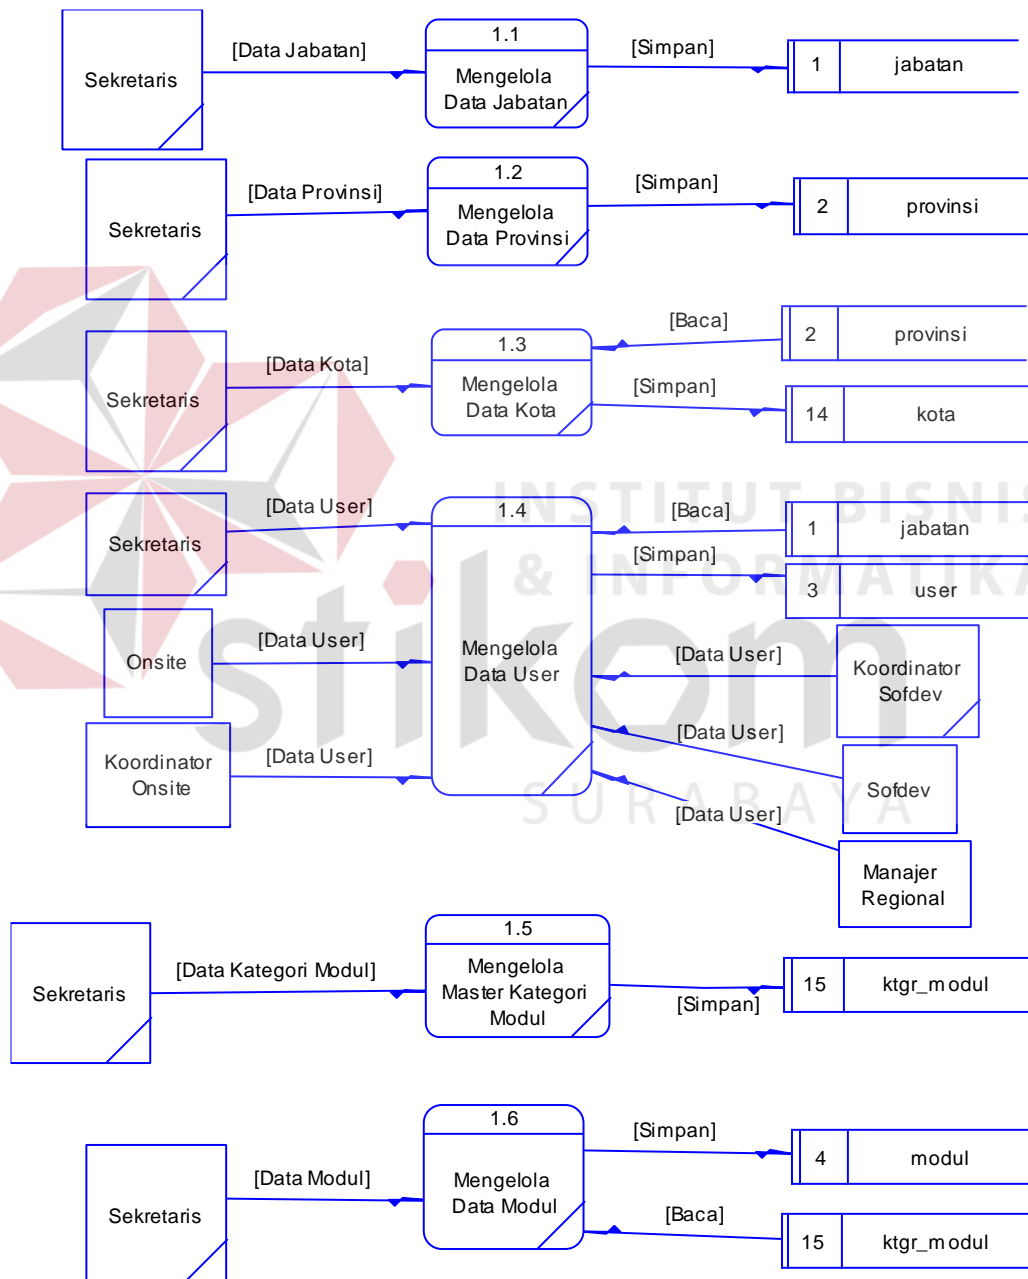 [Data Jabatan]
Sekretaris
1.1
Mengelola
Data Jabatan
[Simpan]
1
jabatan
[Data Provinsi]
Sekretaris
1.2
Mengelola
Data Provinsi
[Simpan]
2
provinsi
[Data Kota]
Sekretaris
1.3
Mengelola
Data Kota
[Baca]
2
provinsi
[Simpan]
14
kota
INSTITUT BISNIS
& INFORMATIKA
stikom
SURABAYA
[Data User]
Sekretaris
1.4
Mengelola
Data User
[Baca]
1
jabatan
[Simpan]
3
user
Onsite
[Data User]
[Data User]
Koordinator
Sofdev
Koordinator
Onsite
[Data User]
[Data User]
Sofdev
[Data User]
Manajer
Regional
Sekretaris
[Data Kategori Modul]
1.5
Mengelola
Master Kategori
Modul
[Simpan]
15
ktgr_modul
Sekretaris
[Data Modul]
1.6
Mengelola
Data Modul
[Simpan]
4
modul
[Baca]
15
ktgr_modul